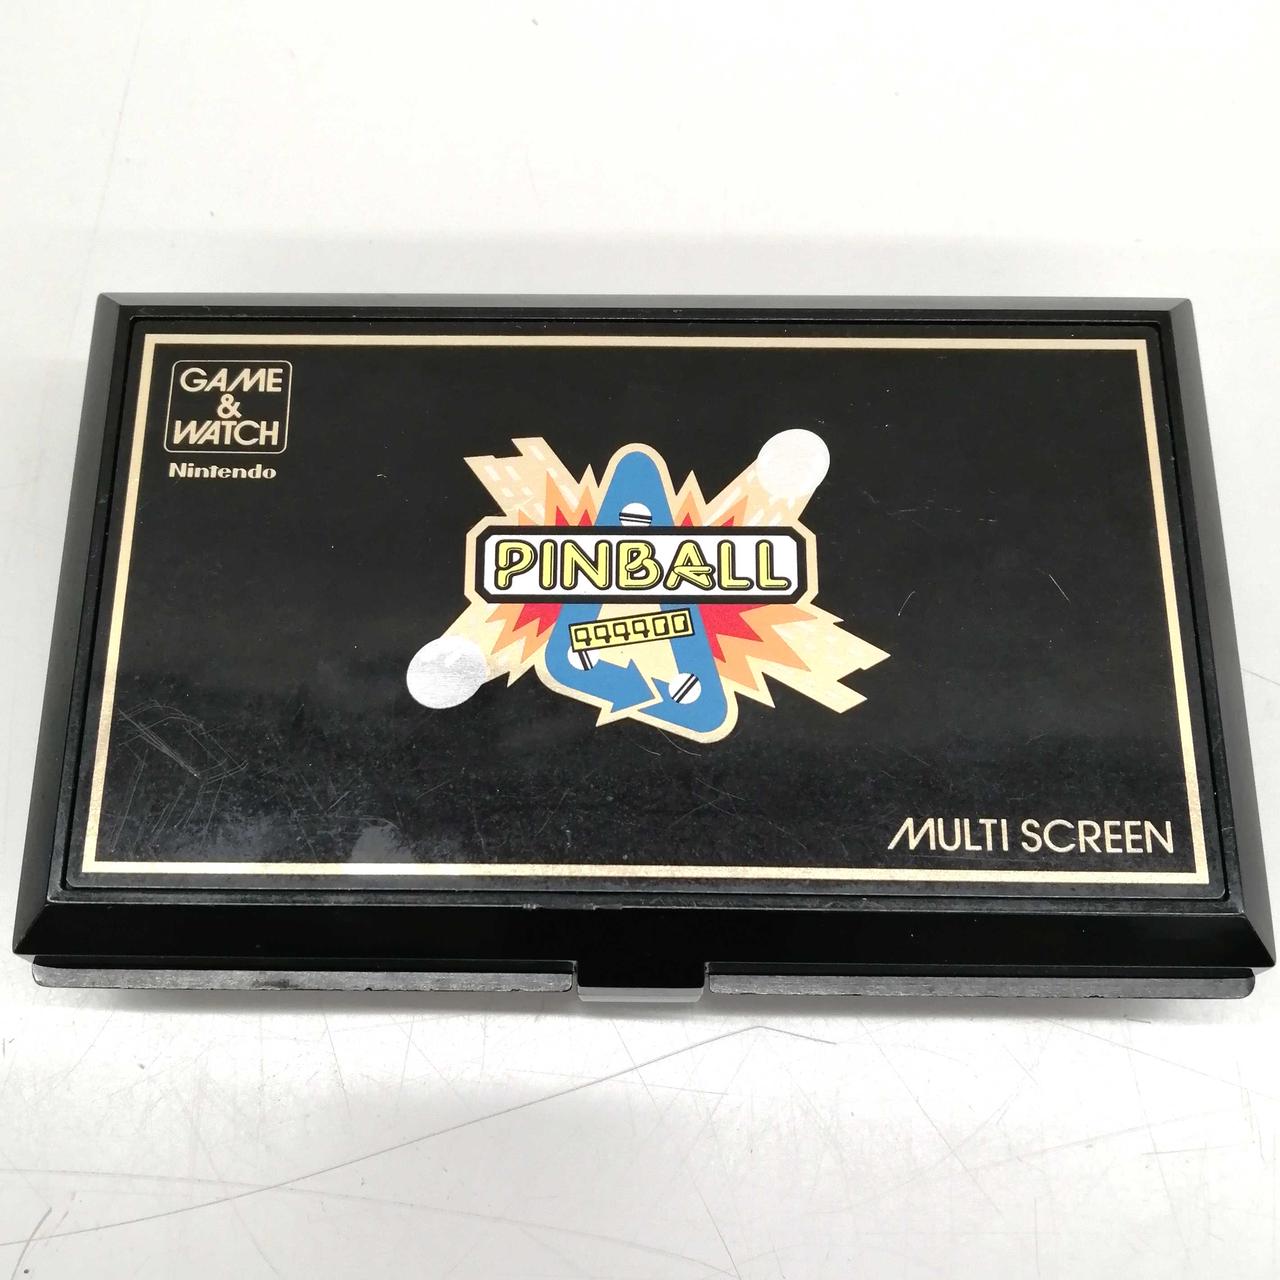 GAME
&
WATCH
Nintendo
PINBALL
999900
MULTI SCREEN